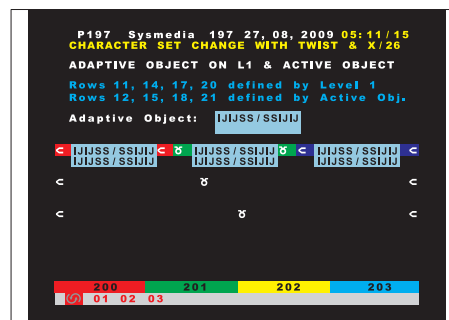 P197 Sysmedia 197 27, 08, 2009 05:11/15
CHARACTER SET CHANGE WITH TWIST & X/26
ADAPTIVE OBJECT ON L1 & ACTIVE OBJECT
Rows 11, 14, 17, 20 defined by Level 1
Rows 12, 15, 18, 21 defined by Active Obj.
Adaptive Object: IJIJSS/SSIJIJ
⊂ IJIJSS/SSIJIJ ⊂ ఠ IJIJSS/SSIJIJ ఠ ⊂ IJIJSS/SSIJIJ ⊂
IJIJSS/SSIJIJ IJIJSS/SSIJIJ IJIJSS/SSIJIJ
⊂ ୪ ⊂
⊂ ୪ ⊂
200 201 202 203
01 02 03